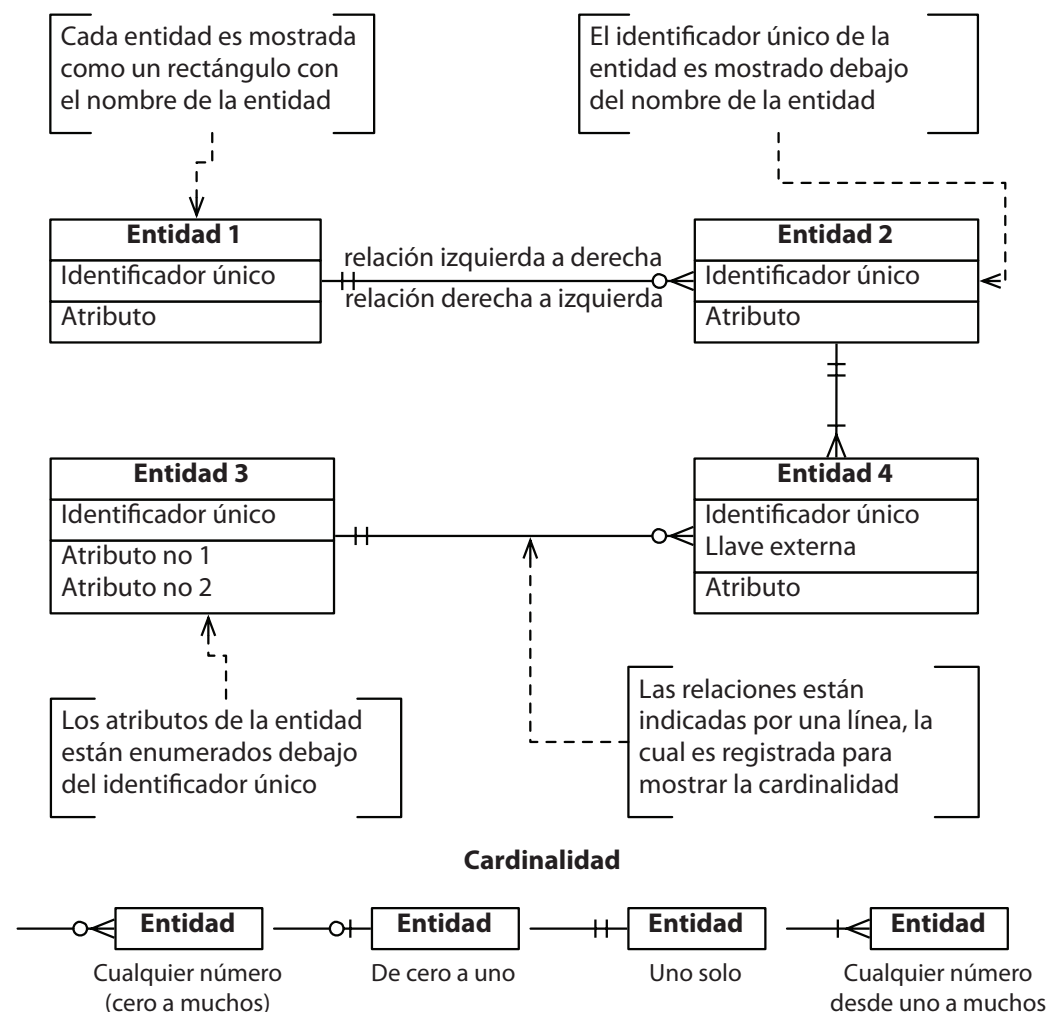 Cada entidad es mostrada
como un rectángulo con
el nombre de la entidad
El identificador único de la
entidad es mostrado debajo
del nombre de la entidad
Entidad 1
Identificador único
Atributo
relación izquierda a derecha
relación derecha a izquierda
Entidad 2
Identificador único
Atributo
Entidad 3
Identificador único
Atributo no 1
Atributo no 2
Entidad 4
Identificador único
Llave externa
Atributo
Los atributos de la entidad
están enumerados debajo
del identificador único
Las relaciones están
indicadas por una línea, la
cual es registrada para
mostrar la cardinalidad
Cardinalidad
Entidad
Cualquier número
(cero a muchos)
Entidad
De cero a uno
Entidad
Uno solo
Entidad
Cualquier número
desde uno a muchos